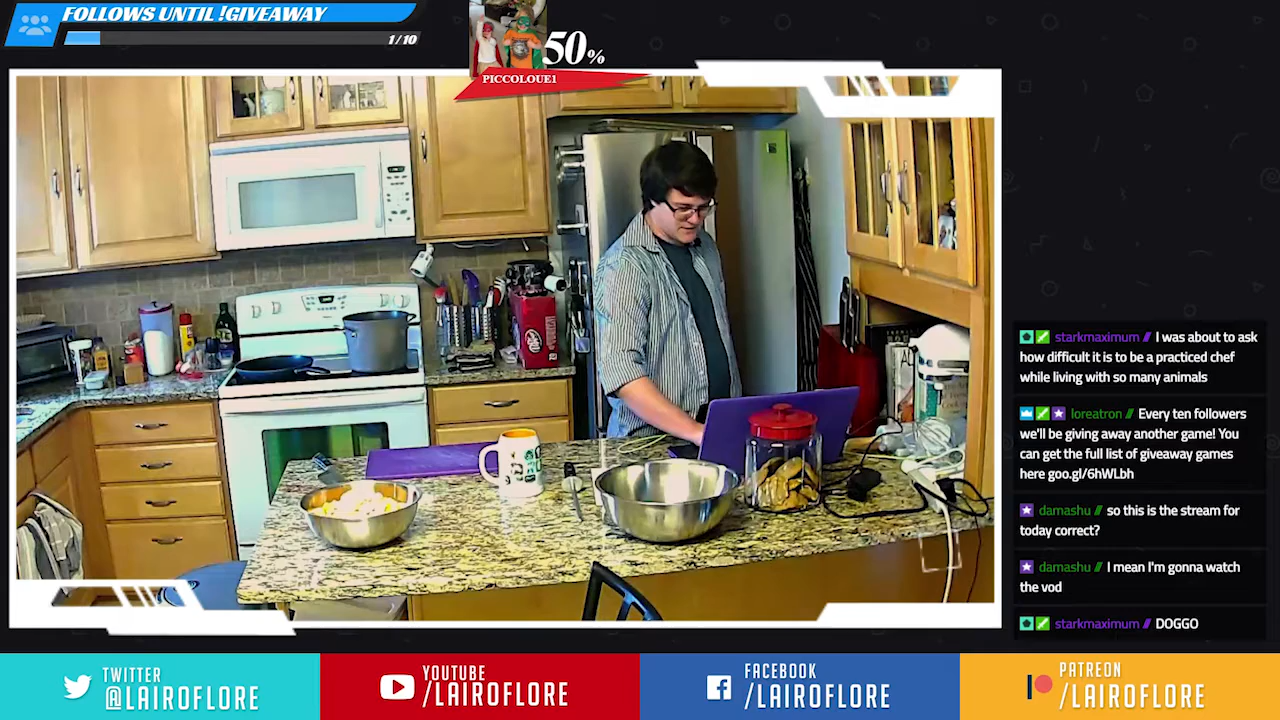 FOLLOWS UNTIL !GIVEAWAY
1/10
50%
PICCOLOUE1
starkmaximum // I was about to ask
how difficult it is to be a practiced chef
while living with so many animals
loreatron // Every ten followers
we'll be giving away another game! You
can get the full list of giveaway games
here goo.gl/6hWLbh
damashu // so this is the stream for
today correct?
damashu // I mean I'm gonna watch
the vod
starkmaximum // DOGGO
TWITTER
@LAIROFLORE
YOUTUBE
/LAIROFLORE
FACEBOOK
/LAIROFLORE
PATREON
/LAIROFLORE